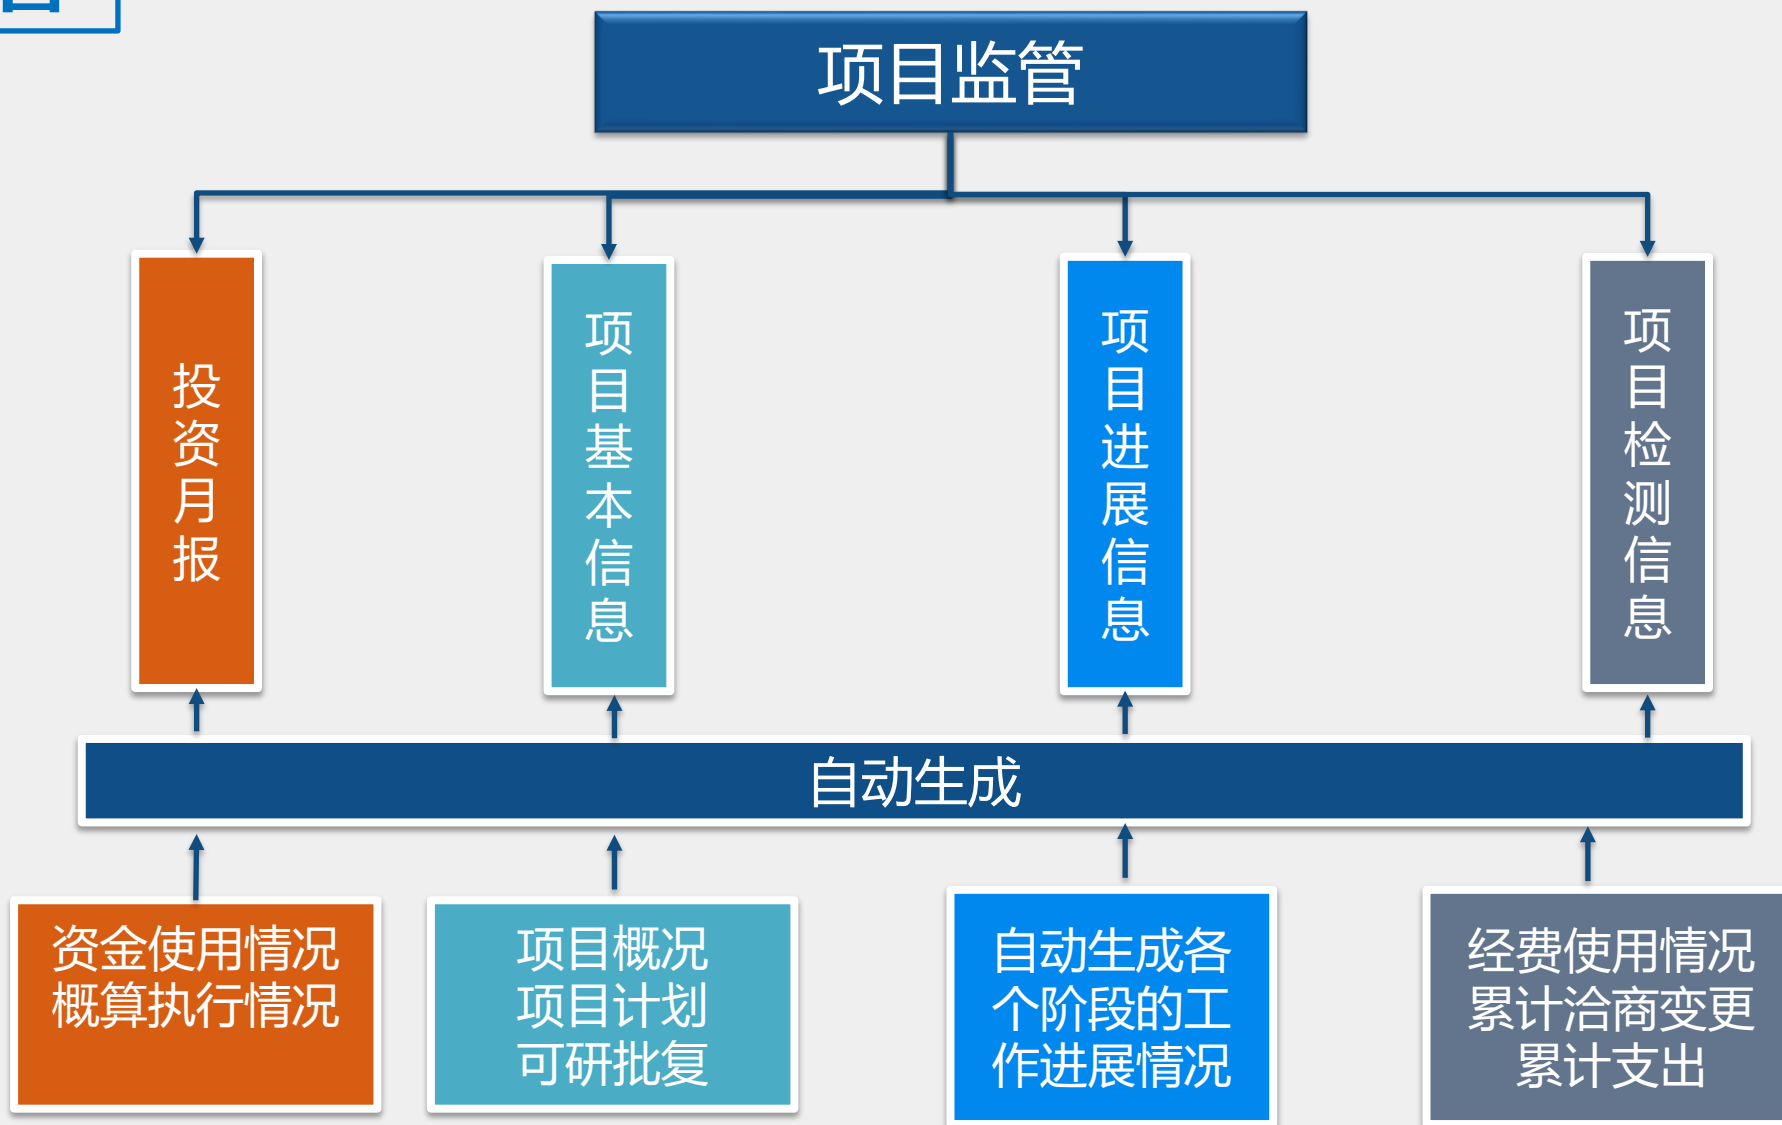 项目监管
投资月报
项目基本信息
项目进展信息
项目检测信息
自动生成
资金使用情况
概算执行情况
项目概况
项目计划
可研批复
自动生成各
个阶段的工
作进展情况
经费使用情况
累计洽商变更
累计支出